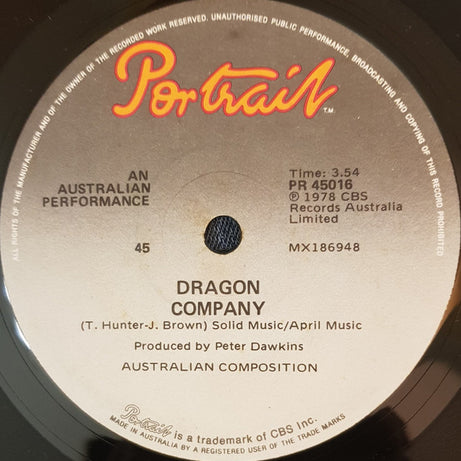 ALL RIGHTS OF THE MANUFACTURER AND OF THE OWNER OF THE RECORDED WORK RESERVED. UNAUTHORISED PUBLIC PERFORMANCE, BROADCASTING AND COPYING OF THIS RECORD PROHIBITED
Portrait T.M.
AN
AUSTRALIAN
PERFORMANCE
Time: 3.54
PR 45016
℗ 1978 CBS
Records Australia
Limited
45
MX186948
DRAGON
COMPANY
(T. Hunter-J. Brown) Solid Music/April Music
Produced by Peter Dawkins
AUSTRALIAN COMPOSITION
Portrait is a trademark of CBS Inc.
MADE IN AUSTRALIA BY A REGISTERED USER OF THE TRADE MARKS